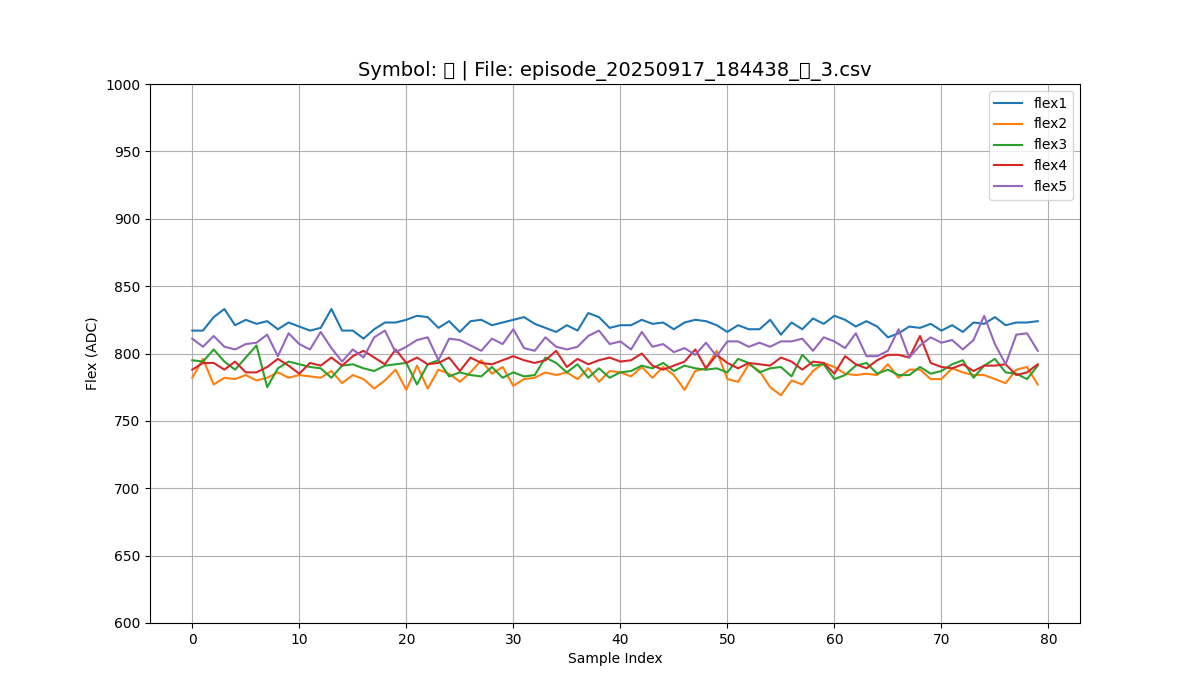 Symbol: ▯ | File: episode_20250917_184438_▯_3.csv
flex1
flex2
flex3
flex4
flex5
Flex (ADC)
1000
950
900
850
800
750
700
650
600
0 10 20 30 40 50 60 70 80
Sample Index